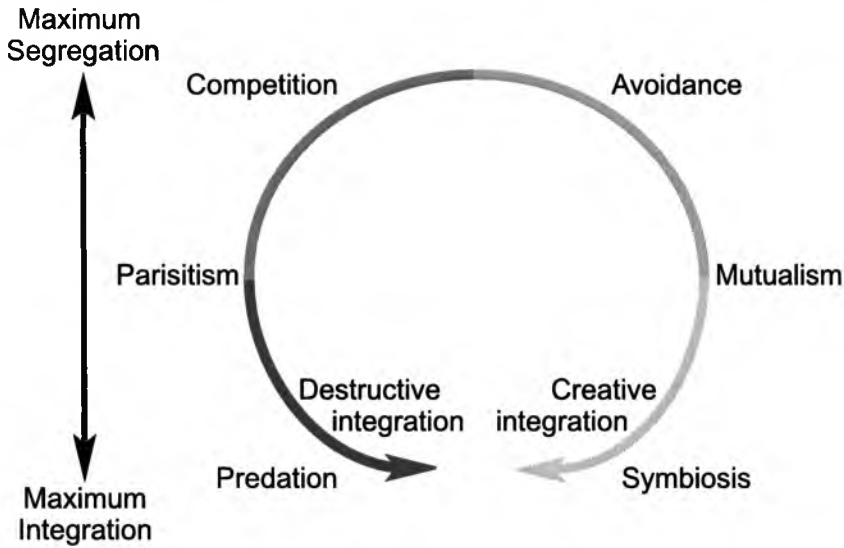 Maximum
Segregation
Competition
Avoidance
Parisitism
Mutualism
Destructive
integration
Creative
integration
Predation
Symbiosis
Maximum
Integration